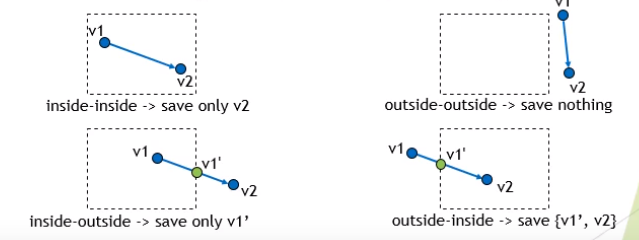 v1
v2
inside-inside -> save only v2
v1
v2
outside-outside -> save nothing
v1
v1'
v2
inside-outside -> save only v1’
v1
v1'
v2
outside-inside -> save {v1’, v2}